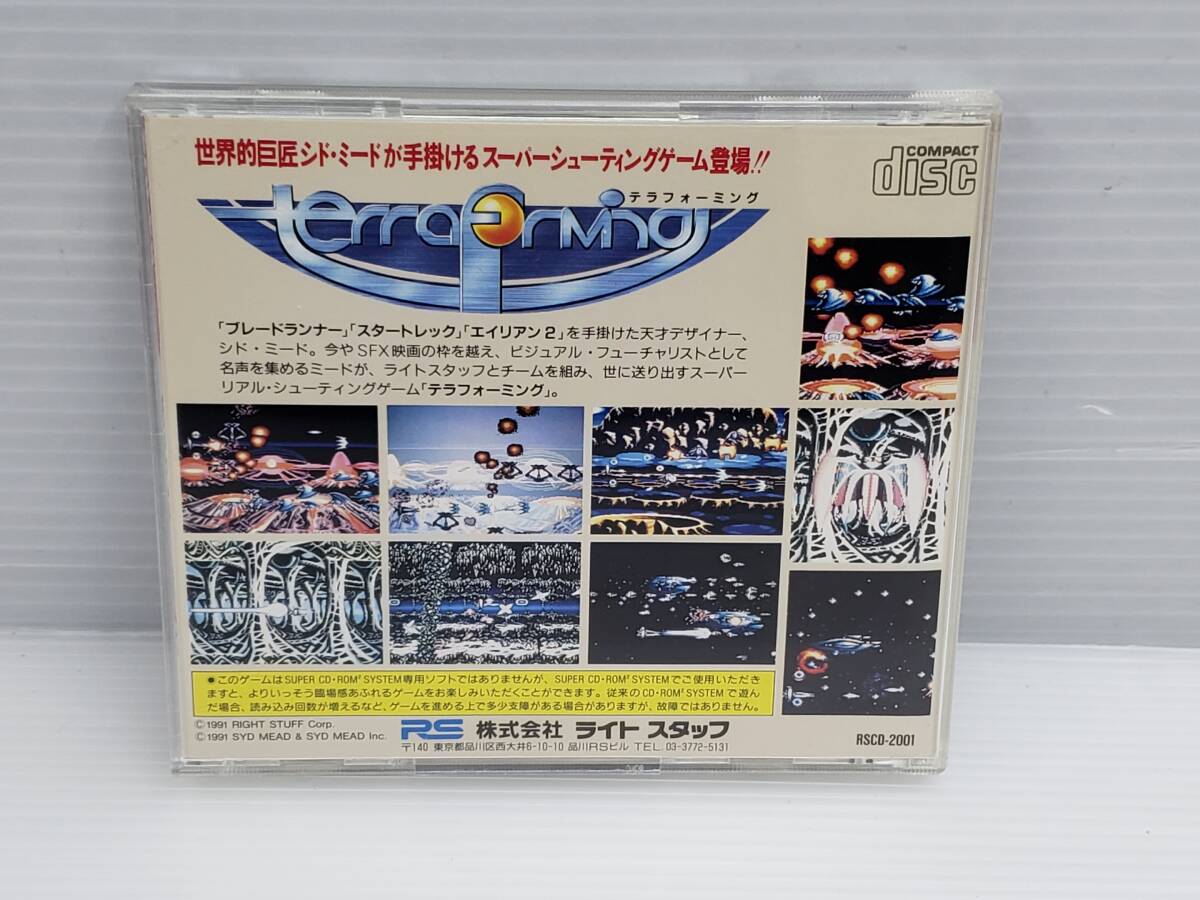 世界的巨匠シド・ミードが手掛けるスーパーシューティングゲーム登場!!
COMPACT
disc
テラフォーミング
terraforming
「ブレードランナー」「スタートレック」「エイリアン2」を手掛けた天才デザイナー、
シド・ミード。今やSFX映画の枠を越え、ビジュアル・フューチャリストとして
名声を集めるミードが、ライトスタッフとチームを組み、世に送り出すスーパー
リアル・シューティングゲーム「テラフォーミング」。
●このゲームはSUPER CD・ROM² SYSTEM専用ソフトではありませんが、SUPER CD・ROM² SYSTEMでご使用いただき
ますと、よりいっそう臨場感あふれるゲームをお楽しみいただくことができます。従来のCD・ROM² SYSTEMで遊ん
だ場合、読み込み回数が増えるなど、ゲームを進める上で多少支障がある場合がありますが、故障ではありません。
©1991 RIGHT STUFF Corp.
©1991 SYD MEAD & SYD MEAD Inc.
RS 株式会社 ライト スタッフ
〒140 東京都品川区西大井6-10-10 品川RSビル TEL. 03-3772-5131
RSCD-2001